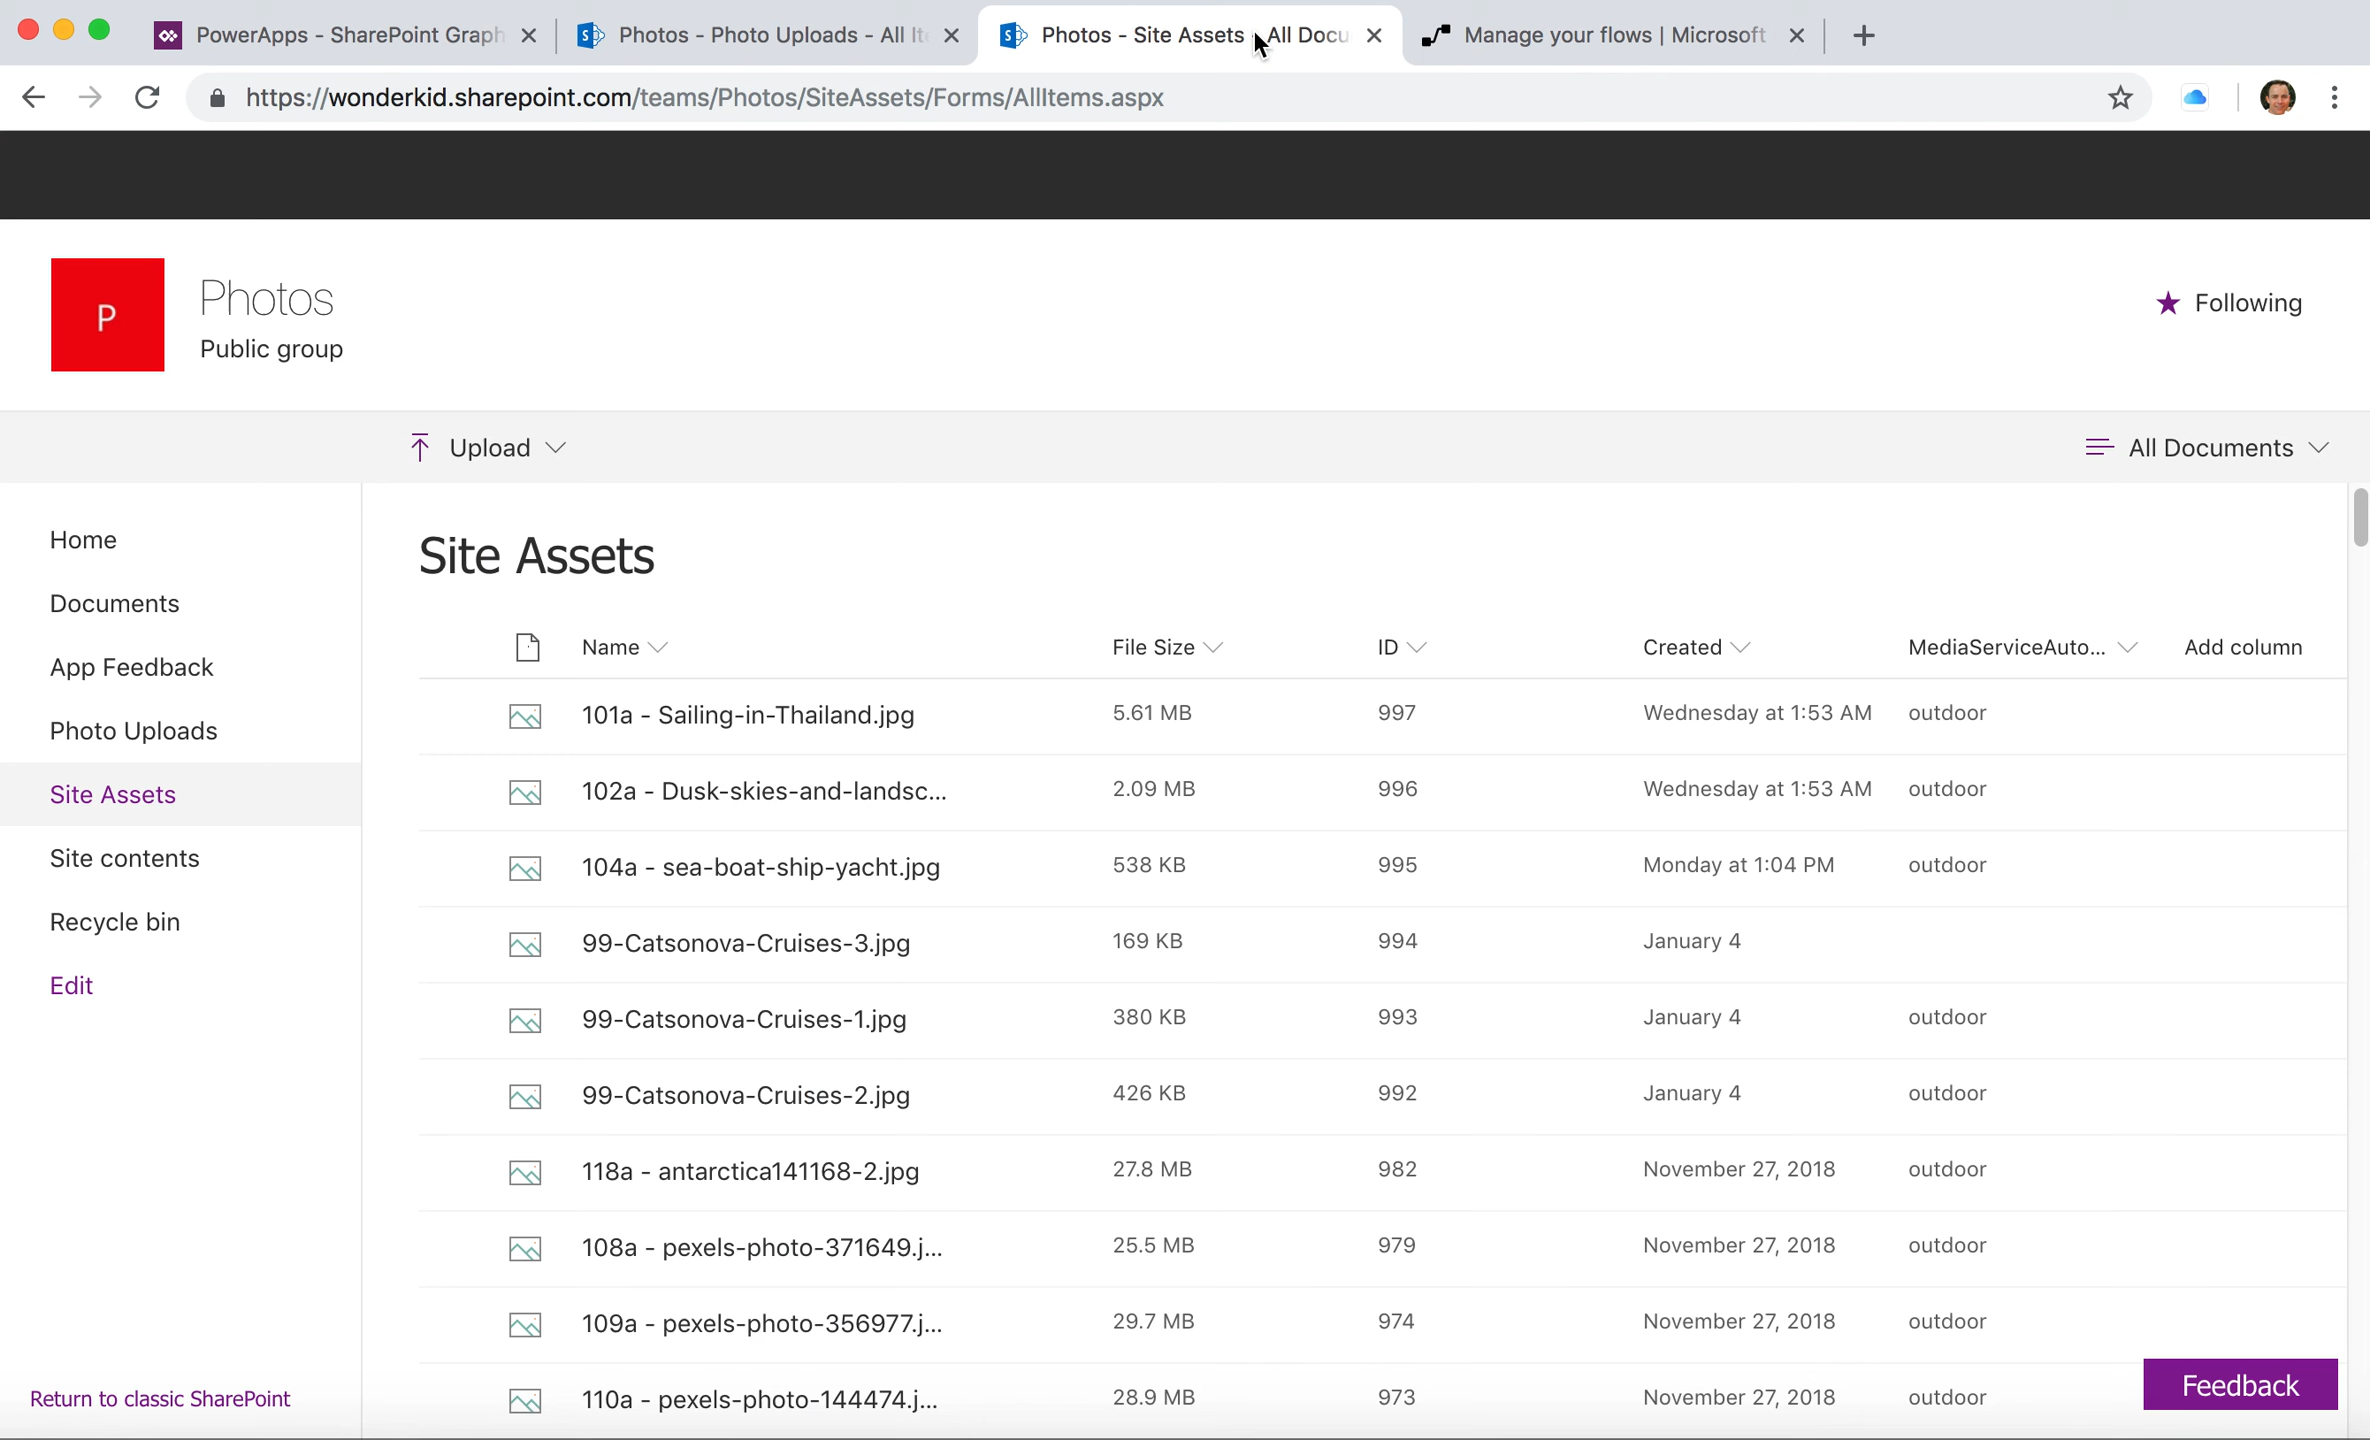 PowerApps - SharePoint Graph
Photos - Photo Uploads - All It
Photos - Site Assets - All Docu
Manage your flows | Microsoft
https://wonderkid.sharepoint.com/teams/Photos/SiteAssets/Forms/AllItems.aspx
P
Photos
Public group
Following
Upload
All Documents
Home
Documents
App Feedback
Photo Uploads
Site Assets
Site contents
Recycle bin
Edit
Return to classic SharePoint
Site Assets
Name File Size ID Created MediaServiceAuto... Add column
101a - Sailing-in-Thailand.jpg 5.61 MB 997 Wednesday at 1:53 AM outdoor
102a - Dusk-skies-and-landsc... 2.09 MB 996 Wednesday at 1:53 AM outdoor
104a - sea-boat-ship-yacht.jpg 538 KB 995 Monday at 1:04 PM outdoor
99-Catsonova-Cruises-3.jpg 169 KB 994 January 4
99-Catsonova-Cruises-1.jpg 380 KB 993 January 4 outdoor
99-Catsonova-Cruises-2.jpg 426 KB 992 January 4 outdoor
118a - antarctica141168-2.jpg 27.8 MB 982 November 27, 2018 outdoor
108a - pexels-photo-371649.j... 25.5 MB 979 November 27, 2018 outdoor
109a - pexels-photo-356977.j... 29.7 MB 974 November 27, 2018 outdoor
110a - pexels-photo-144474.j... 28.9 MB 973 November 27, 2018 outdoor
Feedback